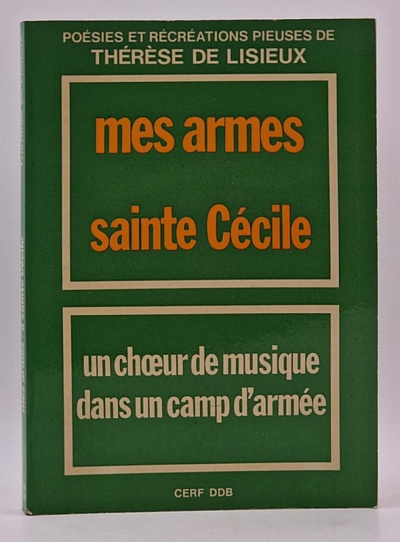 POÉSIES ET RÉCRÉATIONS PIEUSES DE
THÉRÈSE DE LISIEUX
mes armes
sainte Cécile
un chœur de musique
dans un camp d'armée
CERF DDB